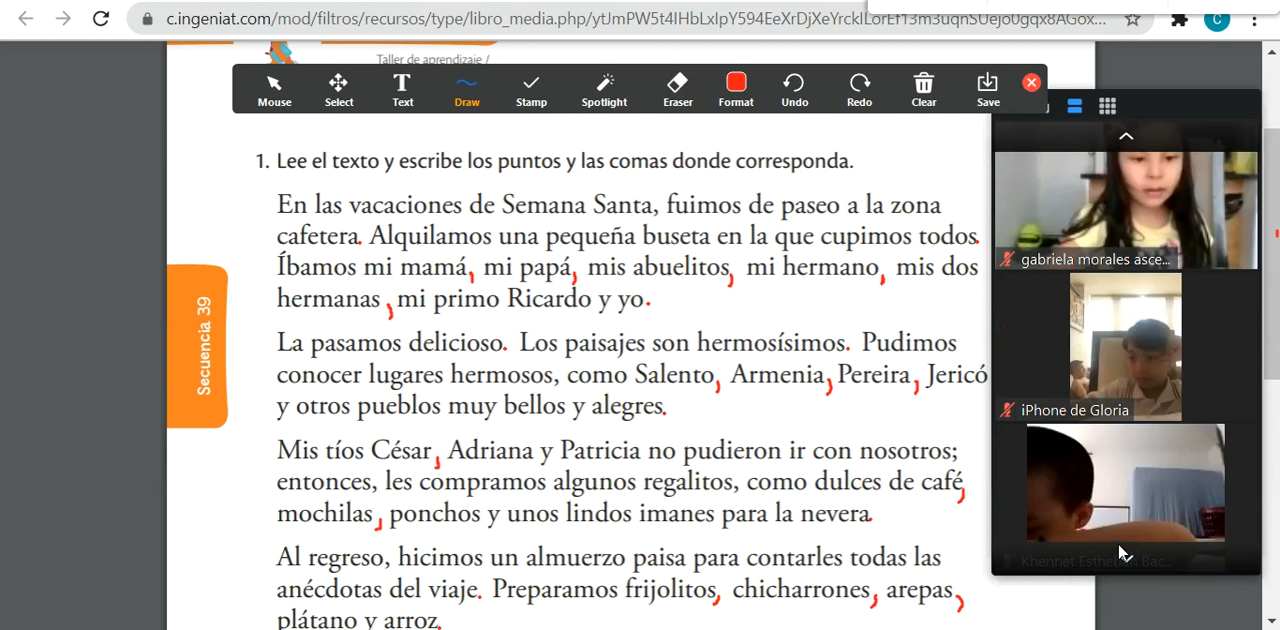 c.ingeniat.com/mod/filtros/recursos/type/libro_media.php/
Taller de aprendizaje /
Mouse Select Text Draw Stamp Spotlight Eraser Format Undo Redo Clear Save
1. Lee el texto y escribe los puntos y las comas donde corresponda.
En las vacaciones de Semana Santa, fuimos de paseo a la zona
cafetera. Alquilamos una pequeña buseta en la que cupimos todos.
Íbamos mi mamá, mi papá, mis abuelitos, mi hermano, mis dos
hermanas, mi primo Ricardo y yo.
La pasamos delicioso. Los paisajes son hermosísimos. Pudimos
conocer lugares hermosos, como Salento, Armenia, Pereira, Jericó
y otros pueblos muy bellos y alegres.
Mis tíos César, Adriana y Patricia no pudieron ir con nosotros;
entonces, les compramos algunos regalitos, como dulces de café,
mochilas, ponchos y unos lindos imanes para la nevera.
Al regreso, hicimos un almuerzo paisa para contarles todas las
anécdotas del viaje. Preparamos frijolitos, chicharrones, arepas,
plátano y arroz.
Secuencia 39
gabriela morales asce...
iPhone de Gloria
Khennet Esthe Bac...
C